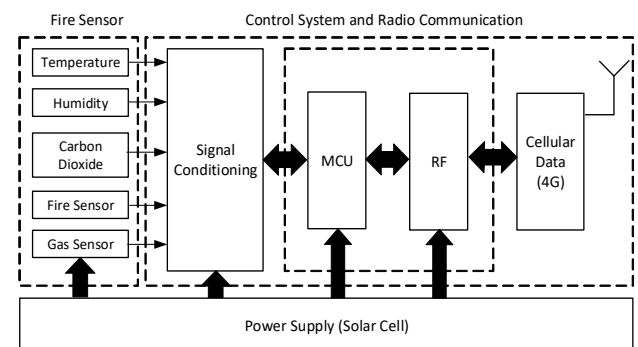 Fire Sensor
Control System and Radio Communication
Temperature
Humidity
Carbon
Dioxide
Fire Sensor
Gas Sensor
Signal
Conditioning
MCU
RF
Cellular
Data
(4G)
Power Supply (Solar Cell)